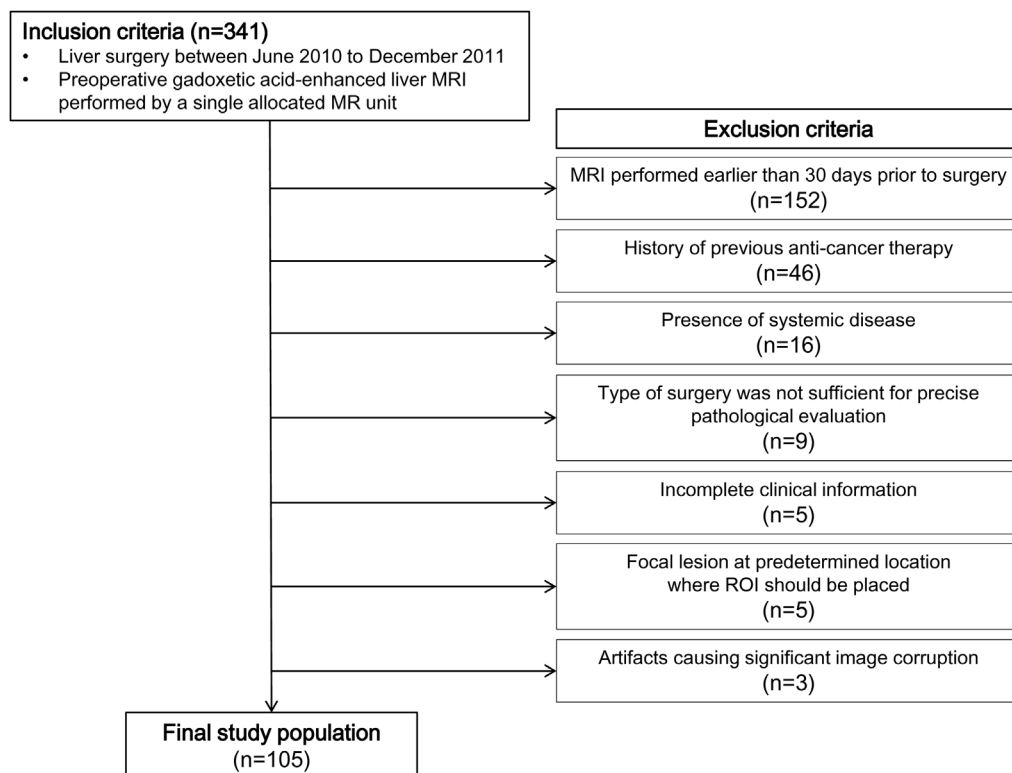 Inclusion criteria (n=341)
• Liver surgery between June 2010 to December 2011
• Preoperative gadoxetic acid-enhanced liver MRI
performed by a single allocated MR unit
Exclusion criteria
MRI performed earlier than 30 days prior to surgery
(n=152)
History of previous anti-cancer therapy
(n=46)
Presence of systemic disease
(n=16)
Type of surgery was not sufficient for precise
pathological evaluation
(n=9)
Incomplete clinical information
(n=5)
Focal lesion at predetermined location
where ROI should be placed
(n=5)
Artifacts causing significant image corruption
(n=3)
Final study population
(n=105)